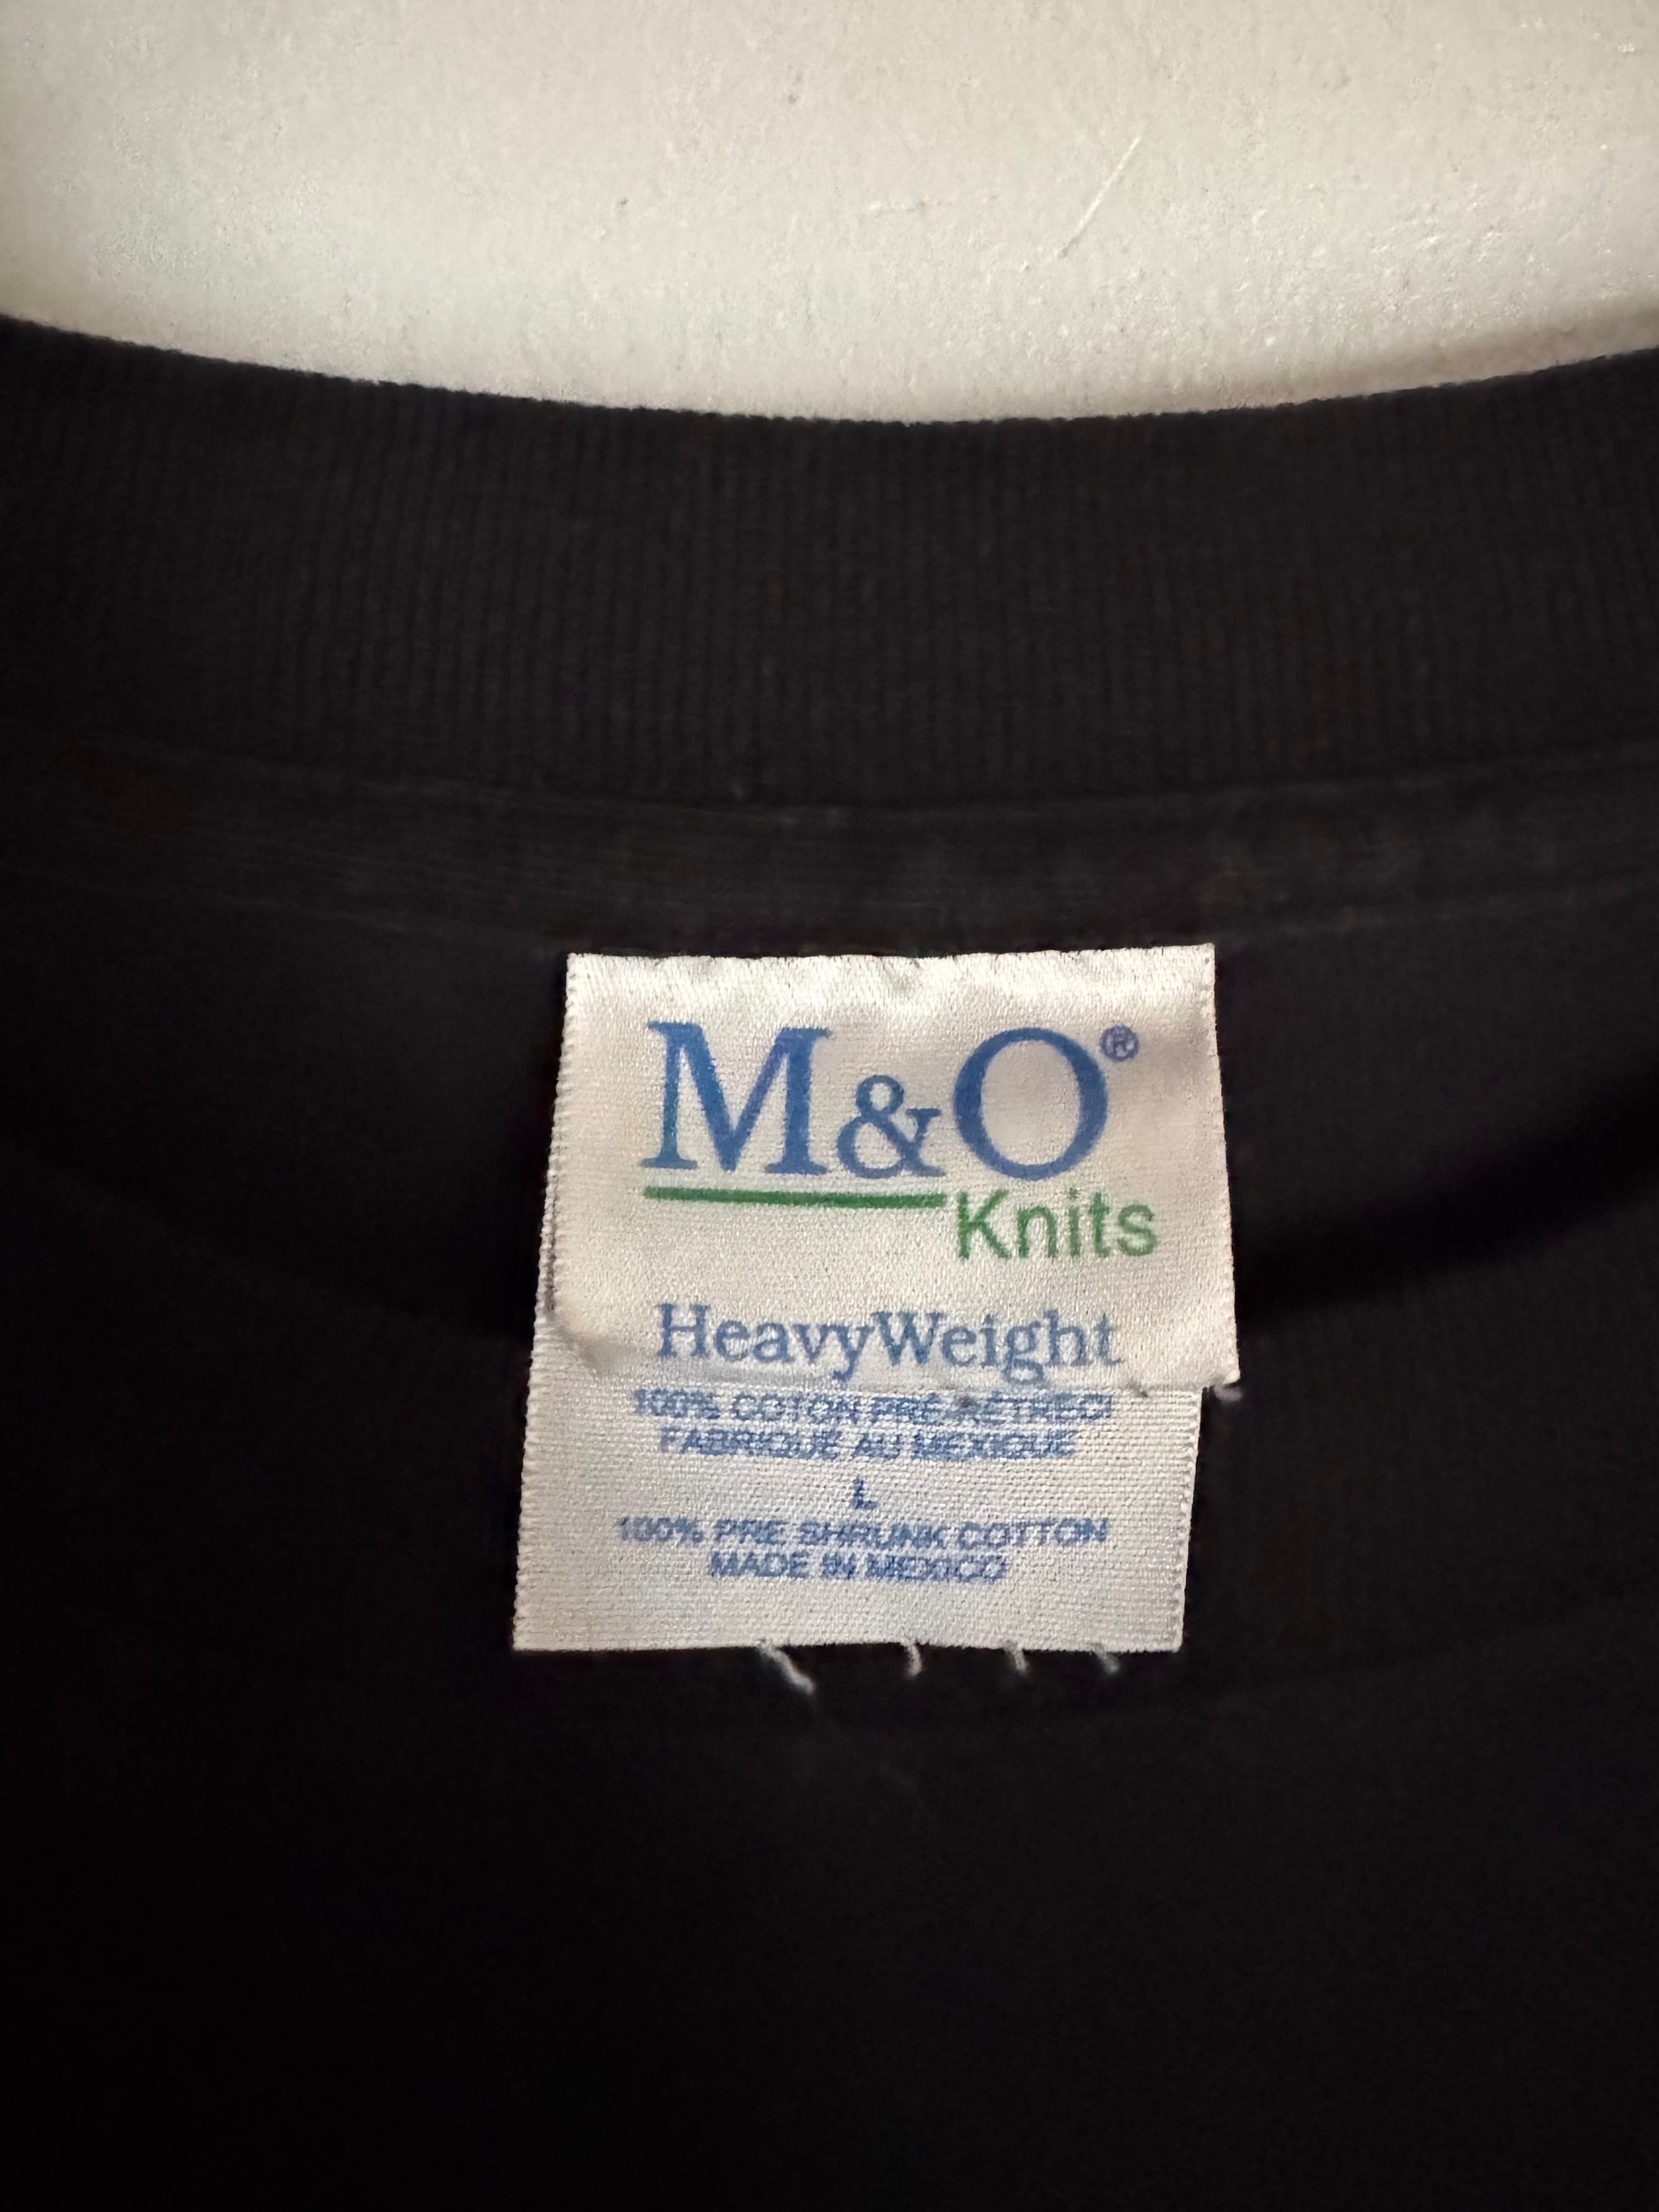 M&O®
Knits
HeavyWeight
100% COTON PRÉ-RÉTRÉCI
FABRIQUÉ AU MEXIQUE
L
100% PRE SHRUNK COTTON
MADE IN MEXICO